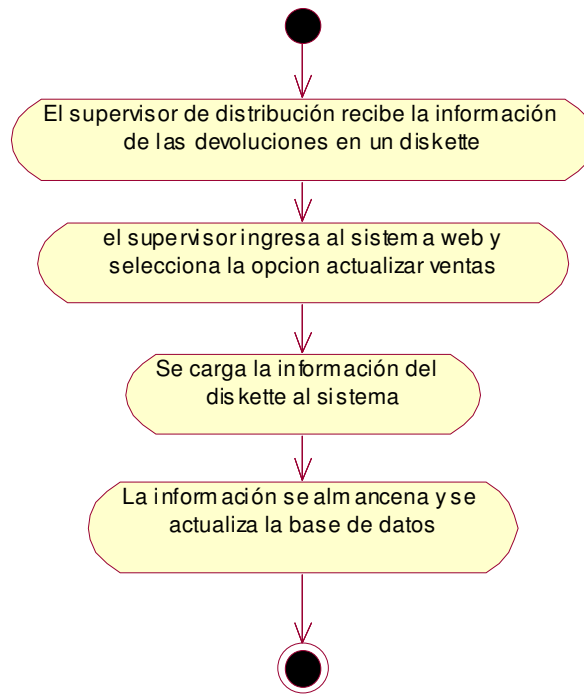 El supervisor de distribución recibe la información
de las devoluciones en un diskette
el supervisor ingresa al sistema web y
selecciona la opcion actualizar ventas
Se carga la información del
diskette al sistema
La información se almancena y se
actualiza la base de datos